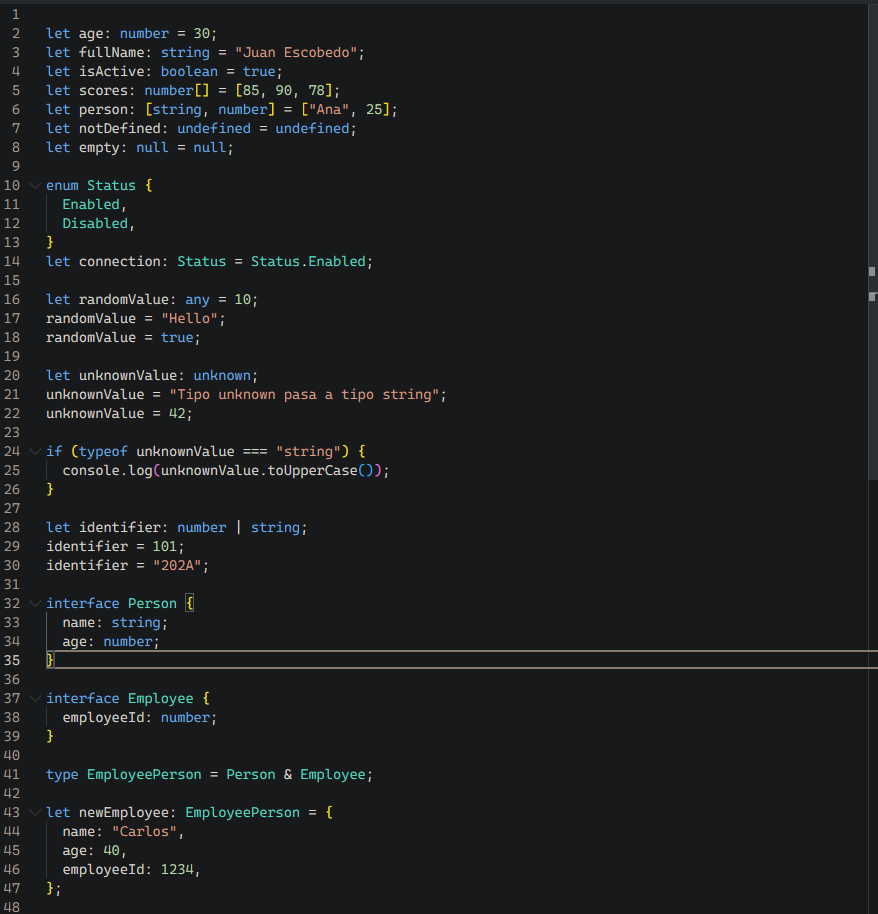 1
2 let age: number = 30;
3 let fullName: string = "Juan Escobedo";
4 let isActive: boolean = true;
5 let scores: number[] = [85, 90, 78];
6 let person: [string, number] = ["Ana", 25];
7 let notDefined: undefined = undefined;
8 let empty: null = null;
9
10 enum Status {
11   Enabled,
12   Disabled,
13 }
14 let connection: Status = Status.Enabled;
15
16 let randomValue: any = 10;
17 randomValue = "Hello";
18 randomValue = true;
19
20 let unknownValue: unknown;
21 unknownValue = "Tipo unknown pasa a tipo string";
22 unknownValue = 42;
23
24 if (typeof unknownValue === "string") {
25   console.log(unknownValue.toUpperCase());
26 }
27
28 let identifier: number | string;
29 identifier = 101;
30 identifier = "202A";
31
32 interface Person {
33   name: string;
34   age: number;
35 }
36
37 interface Employee {
38   employeeId: number;
39 }
40
41 type EmployeePerson = Person & Employee;
42
43 let newEmployee: EmployeePerson = {
44   name: "Carlos",
45   age: 40,
46   employeeId: 1234,
47 };
48